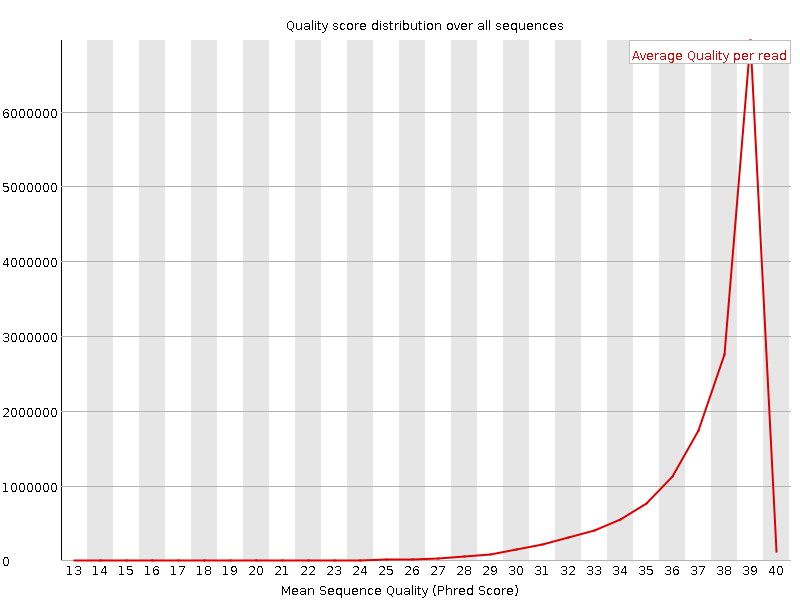 Quality score distribution over all sequences
Average Quality per read
6000000
5000000
4000000
3000000
2000000
1000000
0
13 14 15 16 17 18 19 20 21 22 23 24 25 26 27 28 29 30 31 32 33 34 35 36 37 38 39 40
Mean Sequence Quality (Phred Score)